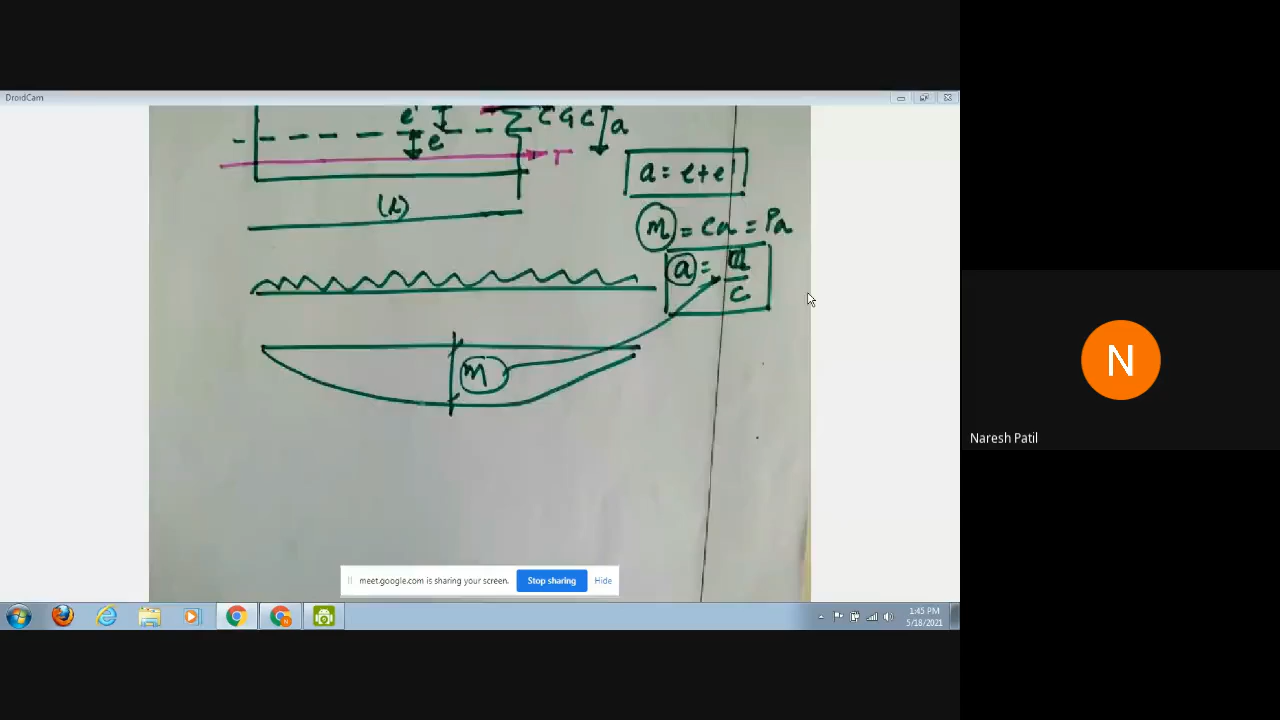 DroidCam
e' C G C a
e
T
a = e+e'
(L)
m = Ca = Pa
a = m
C
m
N
Naresh Patil
meet.google.com is sharing your screen. Stop sharing Hide
1:45 PM
5/18/2021